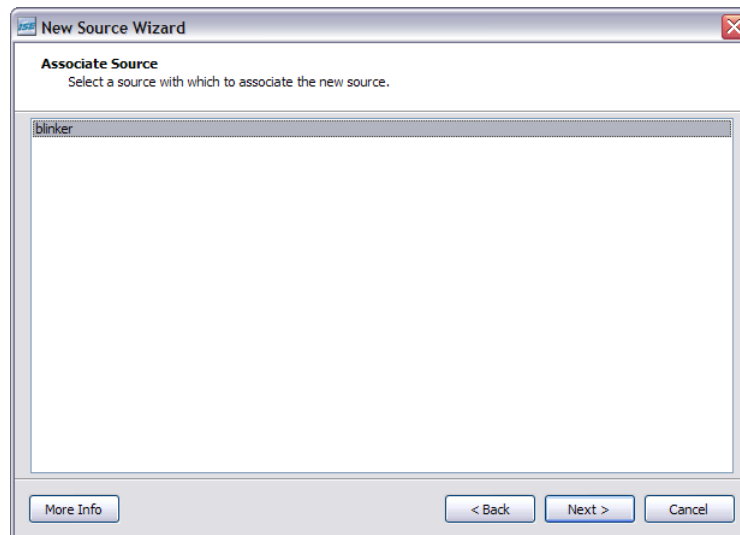 ISE New Source Wizard
Associate Source
Select a source with which to associate the new source.
blinker
More Info
< Back
Next >
Cancel